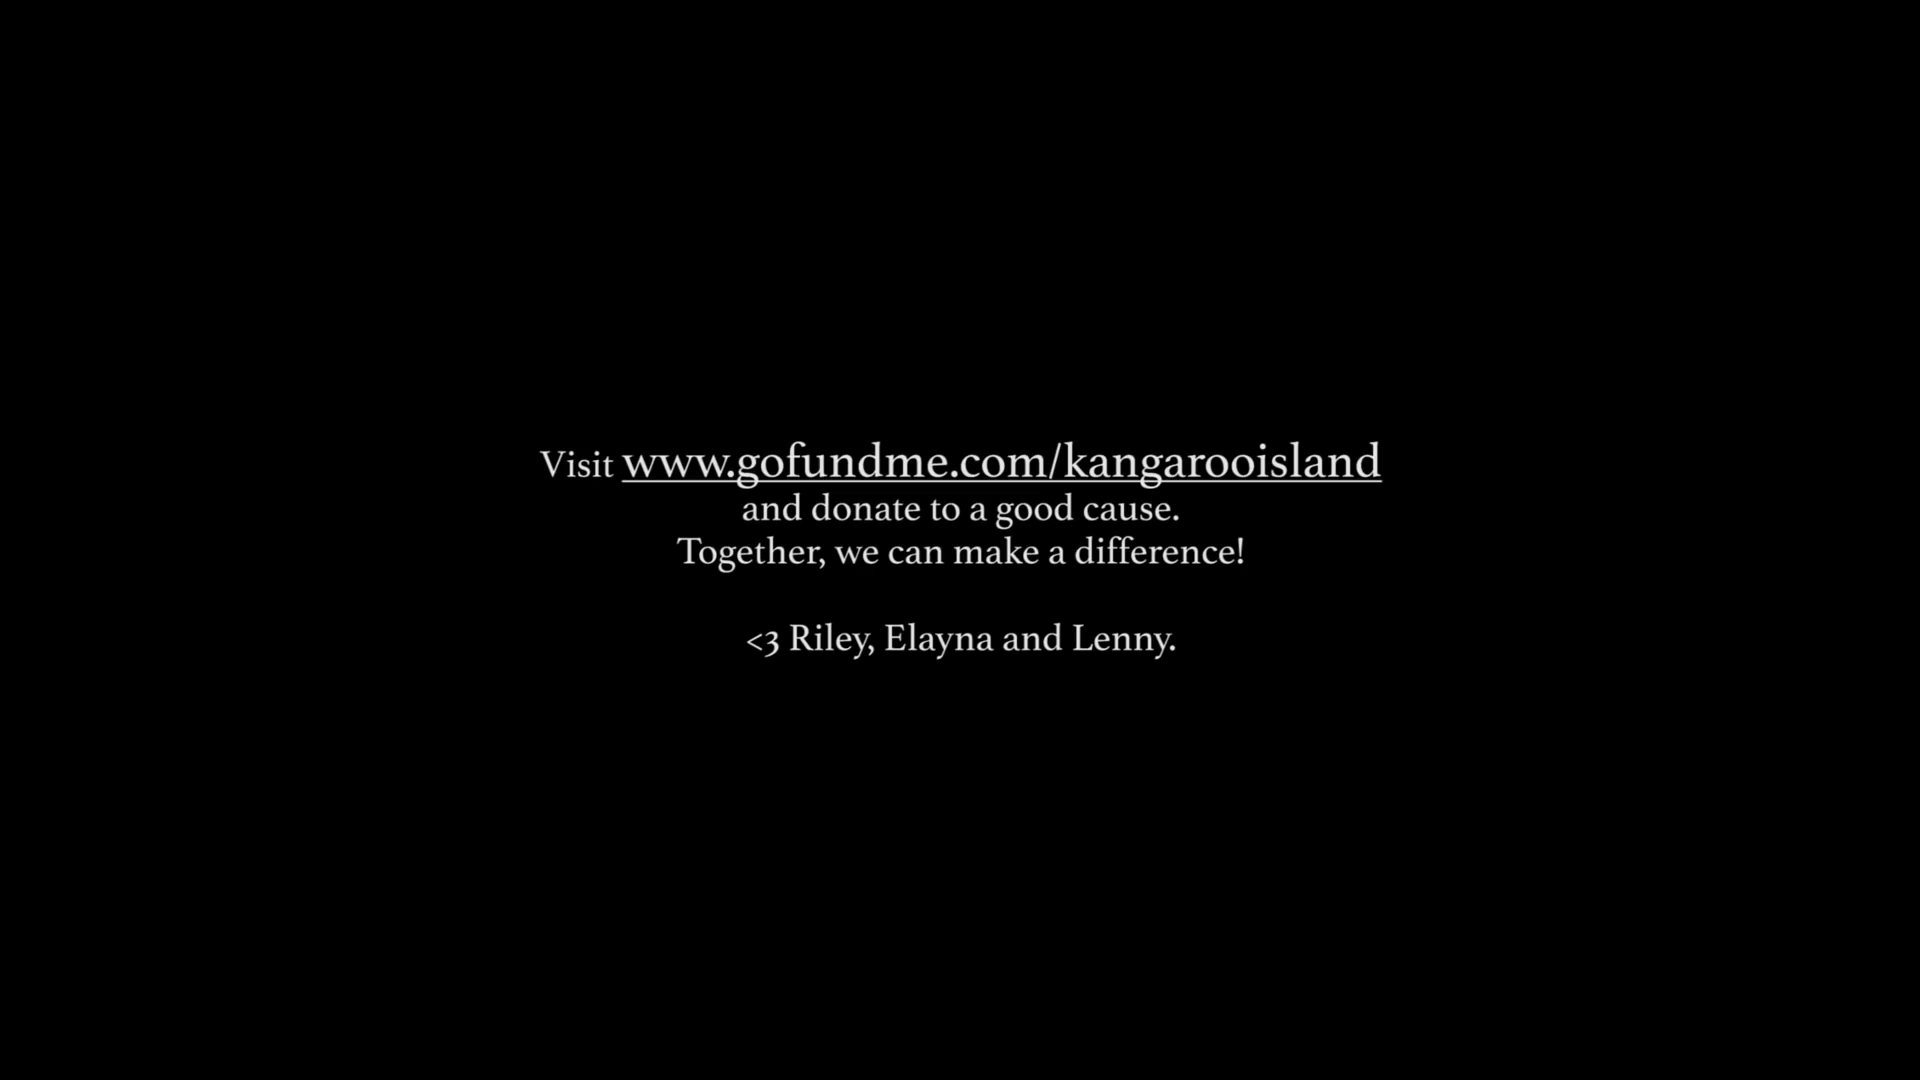 Visit www.gofundme.com/kangarooisland
and donate to a good cause.
Together, we can make a difference!
<3 Riley, Elayna and Lenny.